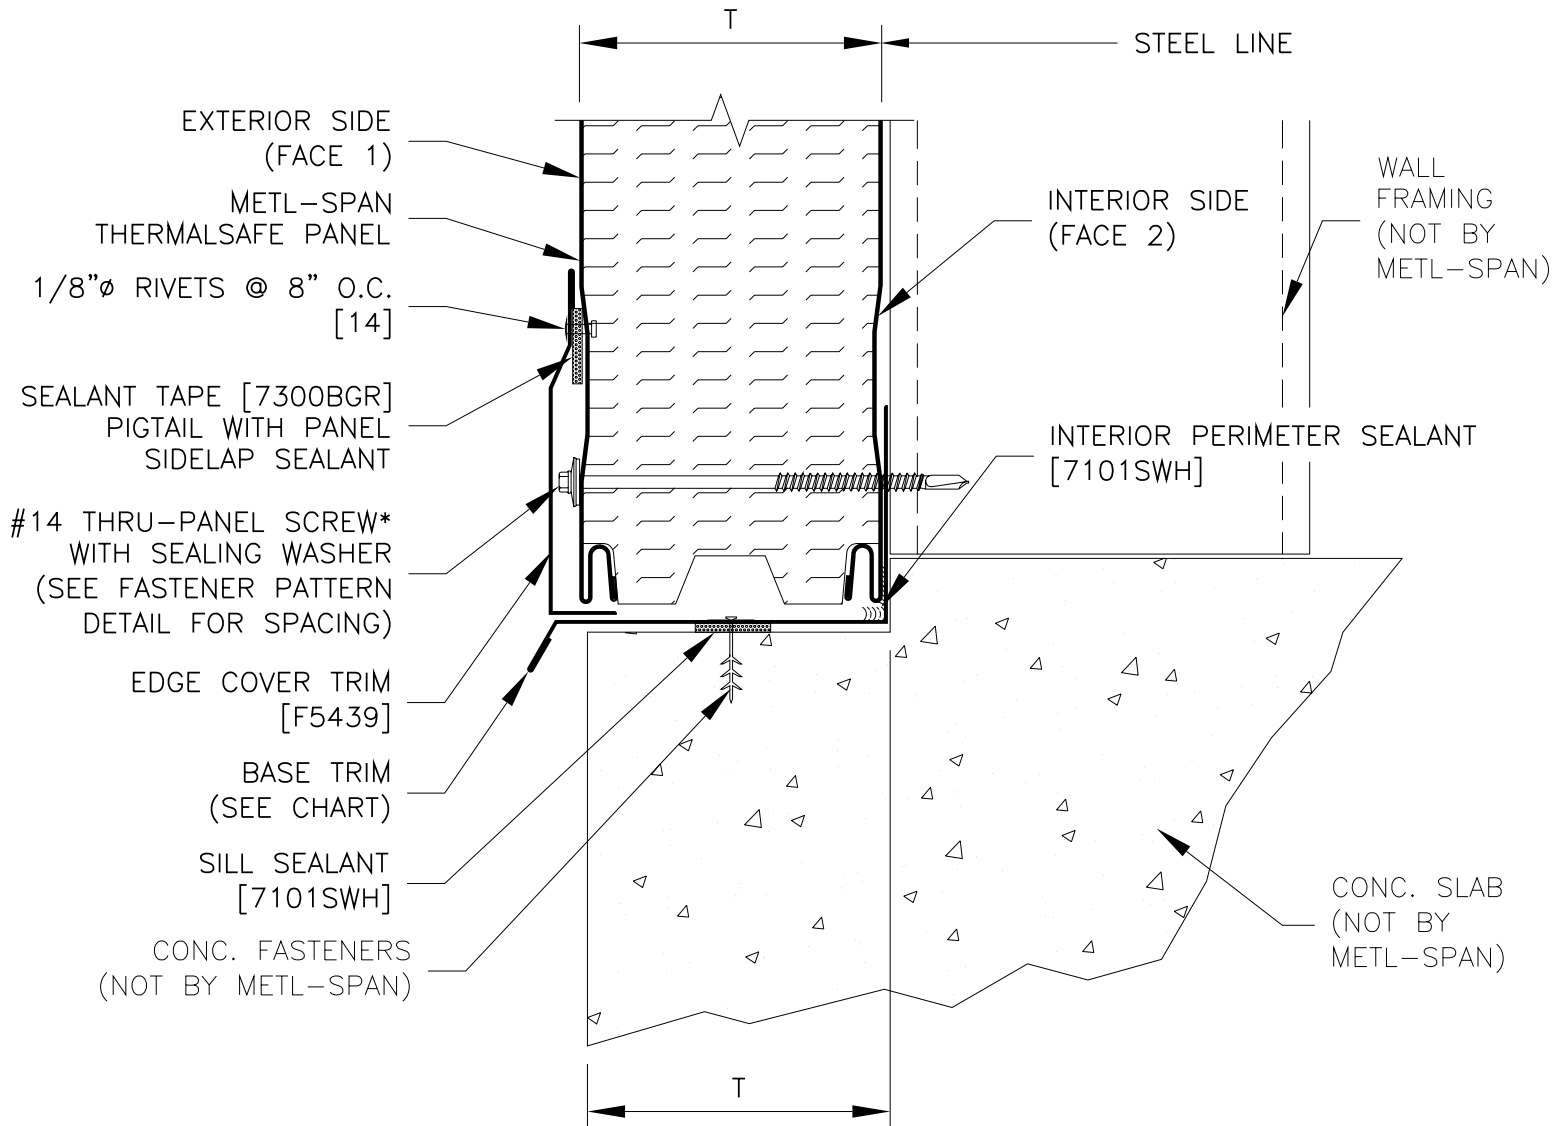 T
STEEL LINE
EXTERIOR SIDE
(FACE 1)
METL-SPAN
THERMALSAFE PANEL
1/8"ø RIVETS @ 8" O.C.
[14]
SEALANT TAPE [7300BGR]
PIGTAIL WITH PANEL
SIDELAP SEALANT
#14 THRU-PANEL SCREW*
WITH SEALING WASHER
(SEE FASTENER PATTERN
DETAIL FOR SPACING)
EDGE COVER TRIM
[F5439]
BASE TRIM
(SEE CHART)
SILL SEALANT
[7101SWH]
CONC. FASTENERS
(NOT BY METL-SPAN)
INTERIOR SIDE
(FACE 2)
WALL
FRAMING
(NOT BY
METL-SPAN)
INTERIOR PERIMETER SEALANT
[7101SWH]
CONC. SLAB
(NOT BY
METL-SPAN)
T